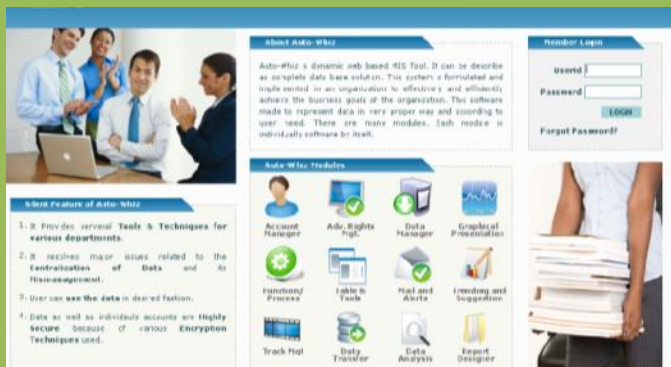 About Auto-Whiz
Auto-Whiz is dynamic web based MIS Tool. It can be describe
as complete data base solution. This system is formulated and
implemented in an organization to effectively and efficiently
achieve the business goals of the organization. This software
made to represent data in very proper way and according to
user need. There are many modules. Each module is
individually software by itself.
Member Login
Userid
Password
LOGIN
Forgot Password?
Silent Feature of Auto-Whiz
1. It Provides serveral Tools & Techniques for
various departments.
2. It resolves major issues related to the
Centralization of Data and its
Mismanagement.
3. User can use the data in desired fashion.
4. Data as well as individuals accounts are Highly
Secure because of various Encryption
Techniques used.
Auto-Whiz Modules
Account
Manager
Adv. Rights
Mgt.
Data
Manager
Graphical
Presentation
Function/
Process
Table &
Tools
Mail and
Alerts
Trending and
Suggestion
Track Mgt
Data
Transfer
Data
Analysis
Report
Designer